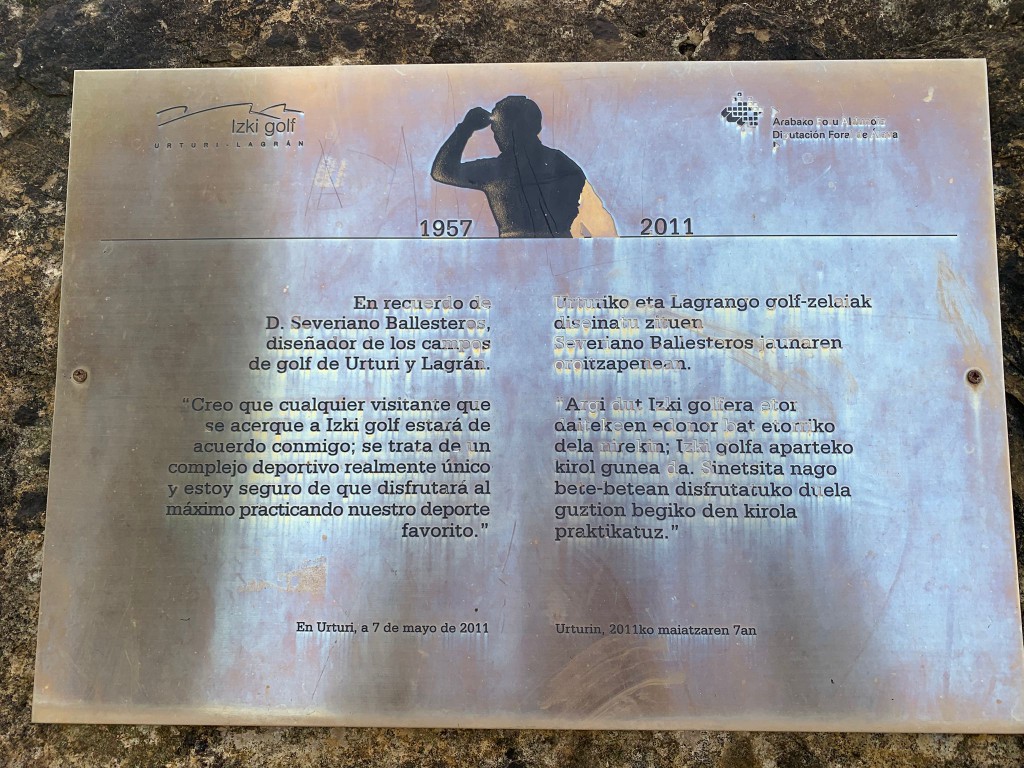 Izki golf
URTURI - LAGRÁN
Diputación Foral de Álava
1957
2011
En recuerdo de
D. Severiano Ballesteros,
diseñador de los campos
de golf de Urturi y Lagrán.
“Creo que cualquier visitante que
se acerque a Izki golf estará de
acuerdo conmigo; se trata de un
complejo deportivo realmente único
y estoy seguro de que disfrutará al
máximo practicando nuestro deporte
favorito.”
En Urturi, a 7 de mayo de 2011
Urturiko eta Lagrango golf-zelaiak
diseinatu zituen
Severiano Ballesteros jaunaren
oroitzapenean.
“Argi dut Izki golfera etor
daitekeen edonor bat etorriko
dela nirekin; Izki golfa aparteko
kirol gunea da. Sinetsita nago
bete-betean disfrutatuko duela
guztion begiko den kirola
praktikatuz.”
Urturin, 2011ko maiatzaren 7an